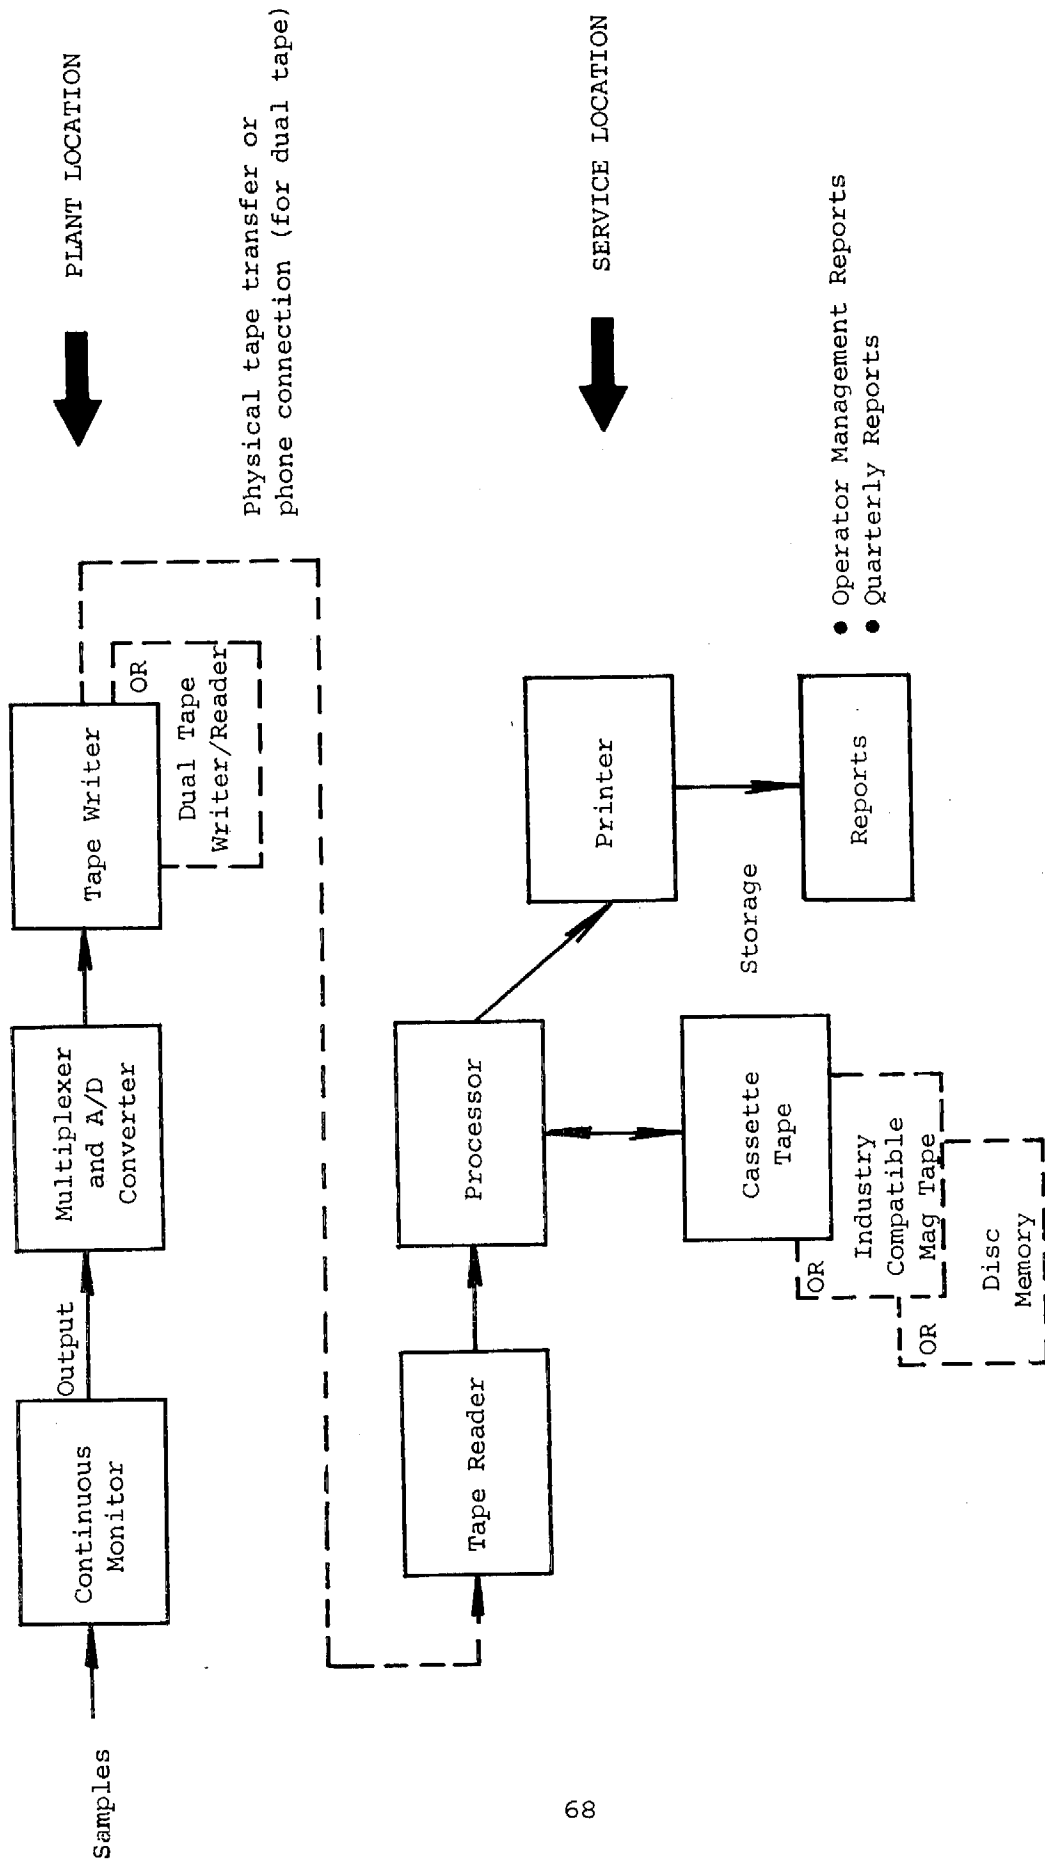 Samples
Continuous
Monitor
Output
Multiplexer
and A/D
Converter
Tape Writer
OR
Dual Tape
Writer/Reader
PLANT LOCATION
Physical tape transfer or
phone connection (for dual tape)
Tape Reader
Processor
Printer
SERVICE LOCATION
Cassette
Tape
Storage
OR
Industry
Compatible
Mag Tape
OR
Disc
Memory
Reports
● Operator Management Reports
● Quarterly Reports
68